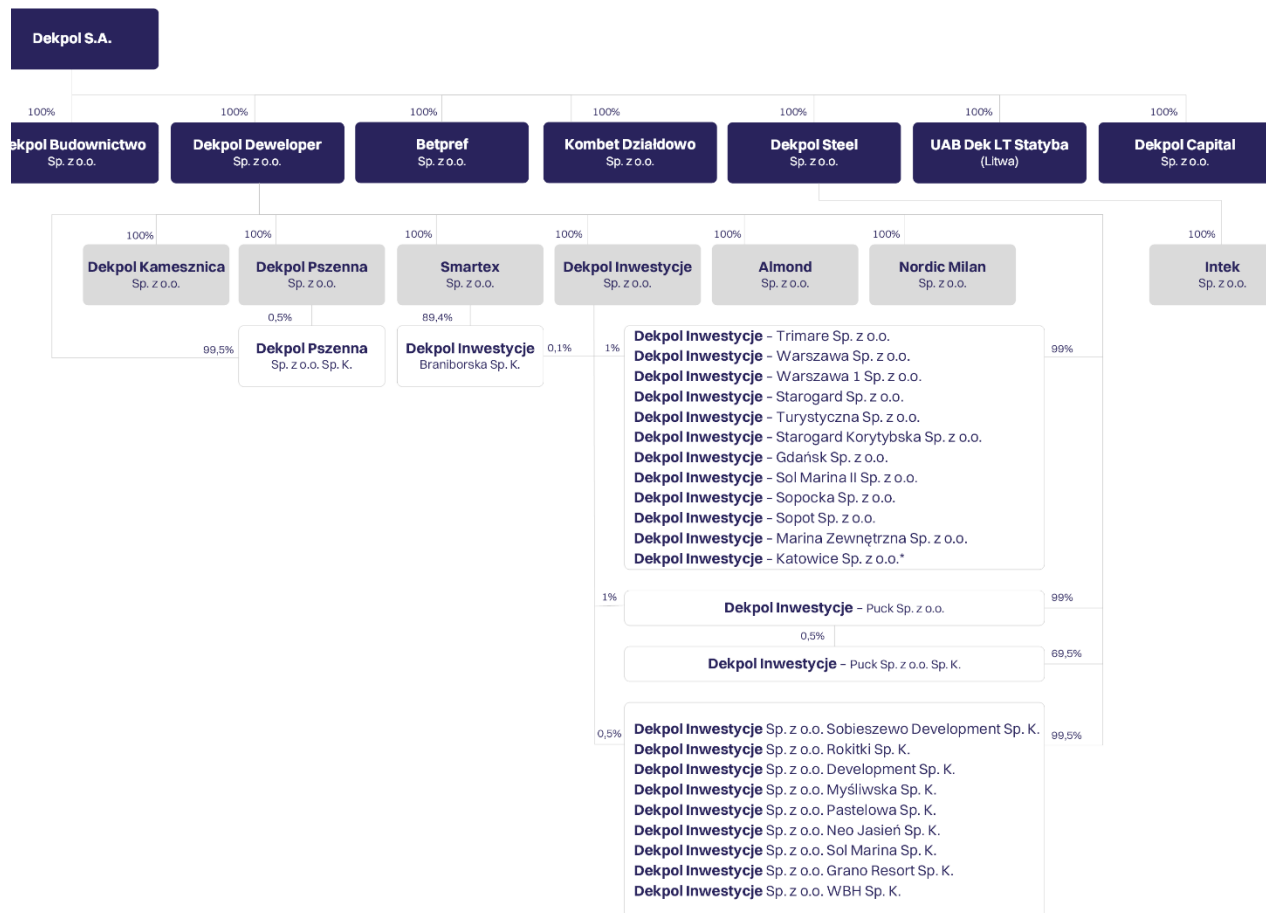 Dekpol S.A.
100% 100% 100% 100% 100% 100% 100%
ekpol Budownictwo
Sp. z o.o.
Dekpol Deweloper
Sp. z o.o.
Betpref
Sp. z o.o.
Kombet Działdowo
Sp. z o.o.
Dekpol Steel
Sp. z o.o.
UAB Dek LT Statyba
(Litwa)
Dekpol Capital
Sp. z o.o.
100% 100% 100% 100% 100% 100% 100%
Dekpol Kamesznica
Sp. z o.o.
Dekpol Pszenna
Sp. z o.o.
Smartex
Sp. z o.o.
Dekpol Inwestycje
Sp. z o.o.
Almond
Sp. z o.o.
Nordic Milan
Sp. z o.o.
Intek
Sp. z o.o.
0,5% 89,4%
99,5%
Dekpol Pszenna
Sp. z o.o. Sp. K.
Dekpol Inwestycje
Braniborska Sp. K.
0,1% 1%
Dekpol Inwestycje – Trimare Sp. z o.o.
Dekpol Inwestycje – Warszawa Sp. z o.o.
Dekpol Inwestycje – Warszawa 1 Sp. z o.o.
Dekpol Inwestycje – Starogard Sp. z o.o.
Dekpol Inwestycje – Turystyczna Sp. z o.o.
Dekpol Inwestycje – Starogard Korytybska Sp. z o.o.
Dekpol Inwestycje – Gdańsk Sp. z o.o.
Dekpol Inwestycje – Sol Marina II Sp. z o.o.
Dekpol Inwestycje – Sopocka Sp. z o.o.
Dekpol Inwestycje – Sopot Sp. z o.o.
Dekpol Inwestycje – Marina Zewnętrzna Sp. z o.o.
Dekpol Inwestycje – Katowice Sp. z o.o.*
99%
1%
Dekpol Inwestycje – Puck Sp. z o.o.
99%
0,5%
Dekpol Inwestycje – Puck Sp. z o.o. Sp. K.
69,5%
0,5%
Dekpol Inwestycje Sp. z o.o. Sobieszewo Development Sp. K.
Dekpol Inwestycje Sp. z o.o. Rokitki Sp. K.
Dekpol Inwestycje Sp. z o.o. Development Sp. K.
Dekpol Inwestycje Sp. z o.o. Myśliwska Sp. K.
Dekpol Inwestycje Sp. z o.o. Pastelowa Sp. K.
Dekpol Inwestycje Sp. z o.o. Neo Jasień Sp. K.
Dekpol Inwestycje Sp. z o.o. Sol Marina Sp. K.
Dekpol Inwestycje Sp. z o.o. Grano Resort Sp. K.
Dekpol Inwestycje Sp. z o.o. WBH Sp. K.
99,5%